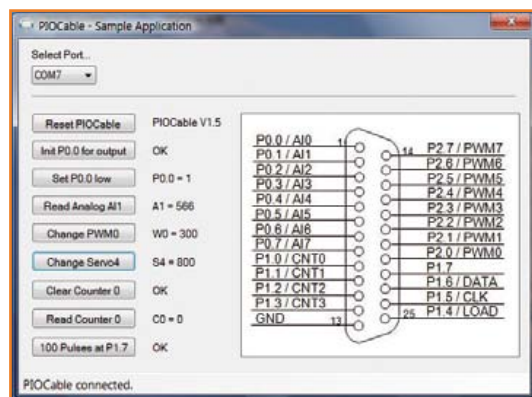 PIOCable - Sample Application
Select Port...
COM7
Reset PIOCable PIOCable V1.5
Init P0.0 for output OK
Set P0.0 low P0.0 = 1
Read Analog AI1 A1 = 566
Change PWM0 W0 = 300
Change Servo4 S4 = 800
Clear Counter 0 OK
Read Counter 0 C0 = 0
100 Pulses at P1.7 OK
P0.0 / AI0 1
P0.1 / AI1
P0.2 / AI2
P0.3 / AI3
P0.4 / AI4
P0.5 / AI5
P0.6 / AI6
P0.7 / AI7
P1.0 / CNT0
P1.1 / CNT1
P1.2 / CNT2
P1.3 / CNT3
GND 13
14 P2.7 / PWM7
P2.6 / PWM6
P2.5 / PWM5
P2.4 / PWM4
P2.3 / PWM3
P2.2 / PWM2
P2.1 / PWM1
P2.0 / PWM0
P1.7
P1.6 / DATA
P1.5 / CLK
25 P1.4 / LOAD
PIOCable connected.